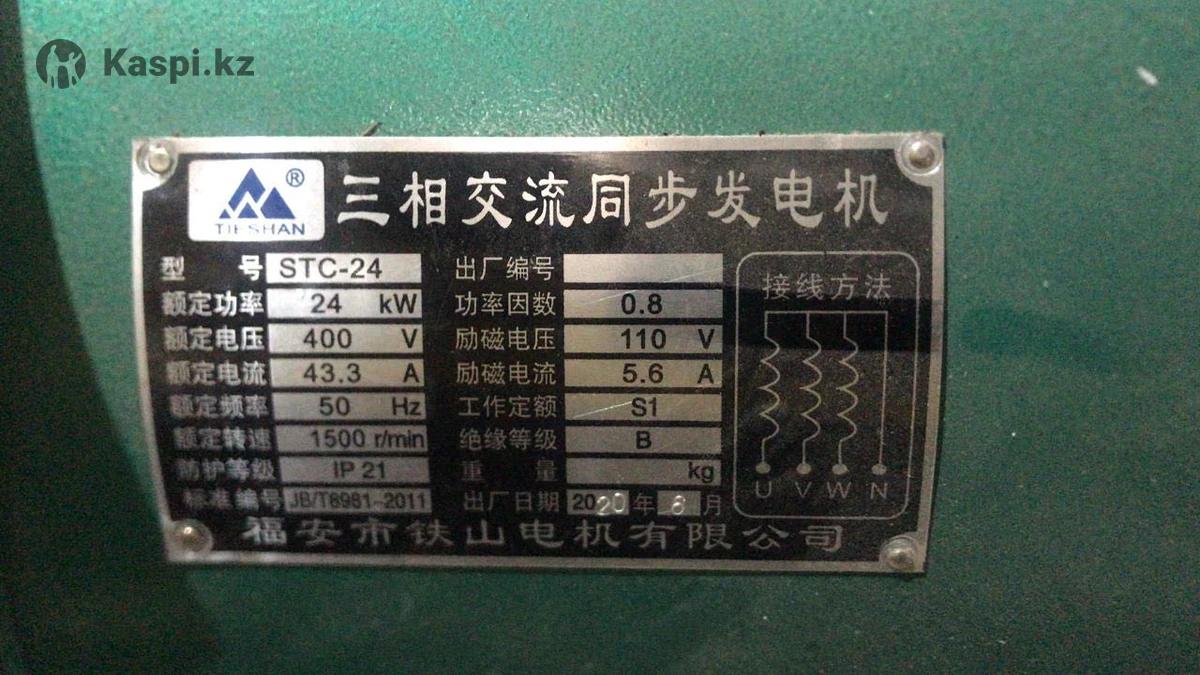 Kaspi.kz
TIESHAN ® 三相交流同步发电机
型 号 STC-24 出厂编号
额定功率 24 kW 功率因数 0.8
额定电压 400 V 励磁电压 110 V
额定电流 43.3 A 励磁电流 5.6 A
额定频率 50 Hz 工作定额 S1
额定转速 1500 r/min 绝缘等级 B
防护等级 IP 21 重 量 kg
标准编号 JB/T8981-2011 出厂日期 2020 年 8 月
接线方法
U V W N
福安市铁山电机有限公司